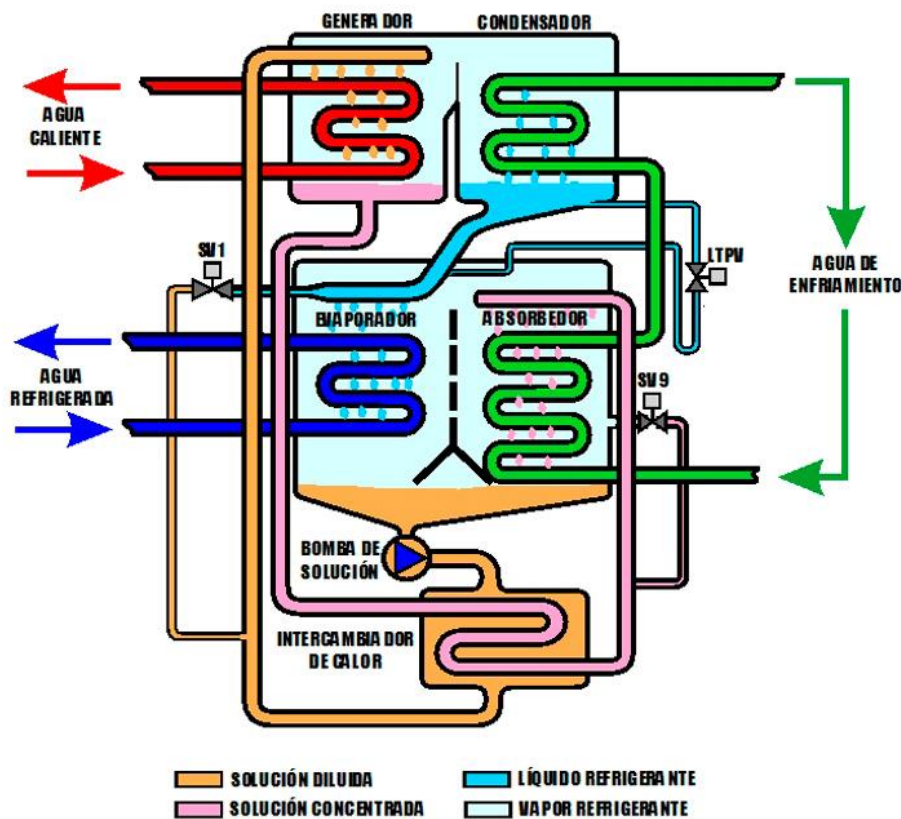 GENERADOR
CONDENSADOR
AGUA
CALIENTE
SV1
LTPV
AGUA DE
ENFRIAMIENTO
EVAPORADOR
ABSORBEDOR
AGUA
REFRIGERADA
SV9
BOMBA DE
SOLUCIÓN
INTERCAMBIADOR
DE CALOR
SOLUCIÓN DILUIDA
LÍQUIDO REFRIGERANTE
SOLUCIÓN CONCENTRADA
VAPOR REFRIGERANTE